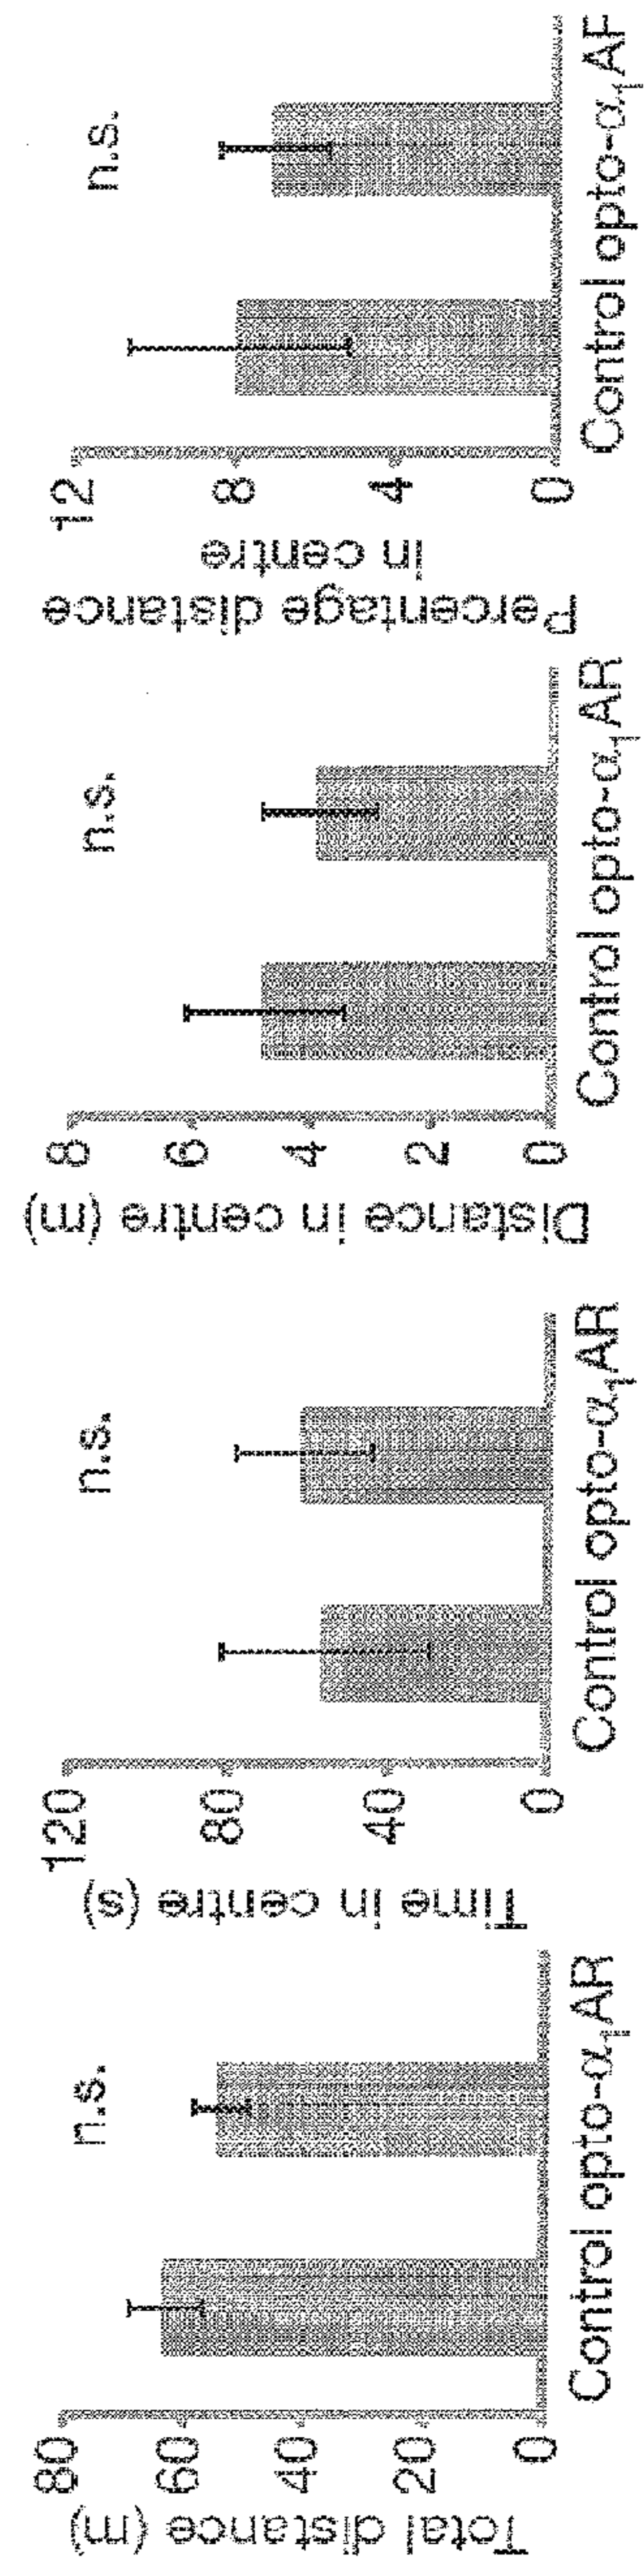 Total distance (m)
80
60
40
20
0
n.s.
Control opto-α₁AR
Time in centre (s)
120
80
40
0
n.s.
Control opto-α₁AR
Distance in centre (m)
8
6
4
2
0
n.s.
Control opto-α₁AR
Percentage distance
in centre
12
8
4
0
n.s.
Control opto-α₁AF